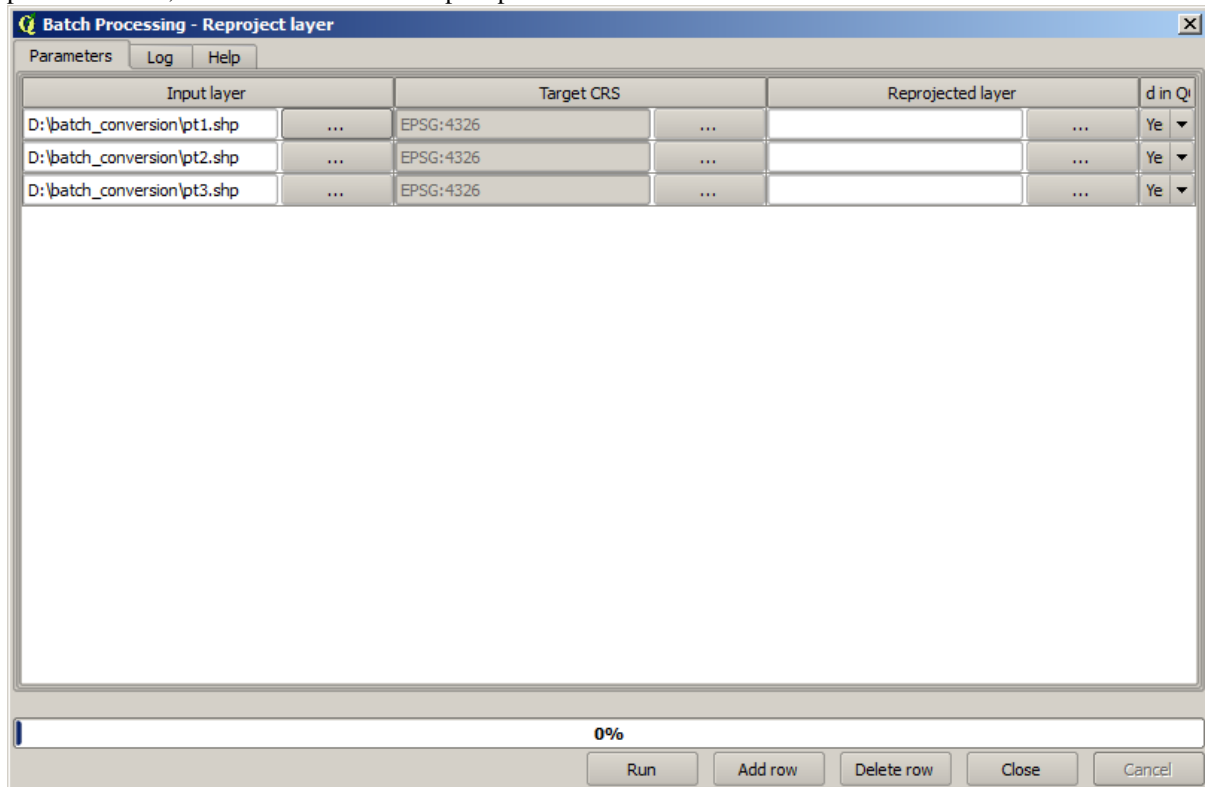 Batch Processing - Reproject layer
Parameters Log Help
Input layer Target CRS Reprojected layer d in Q
D:\batch_conversion\pt1.shp ... EPSG:4326 ... ... Ye
D:\batch_conversion\pt2.shp ... EPSG:4326 ... ... Ye
D:\batch_conversion\pt3.shp ... EPSG:4326 ... ... Ye
0%
Run Add row Delete row Close Cancel